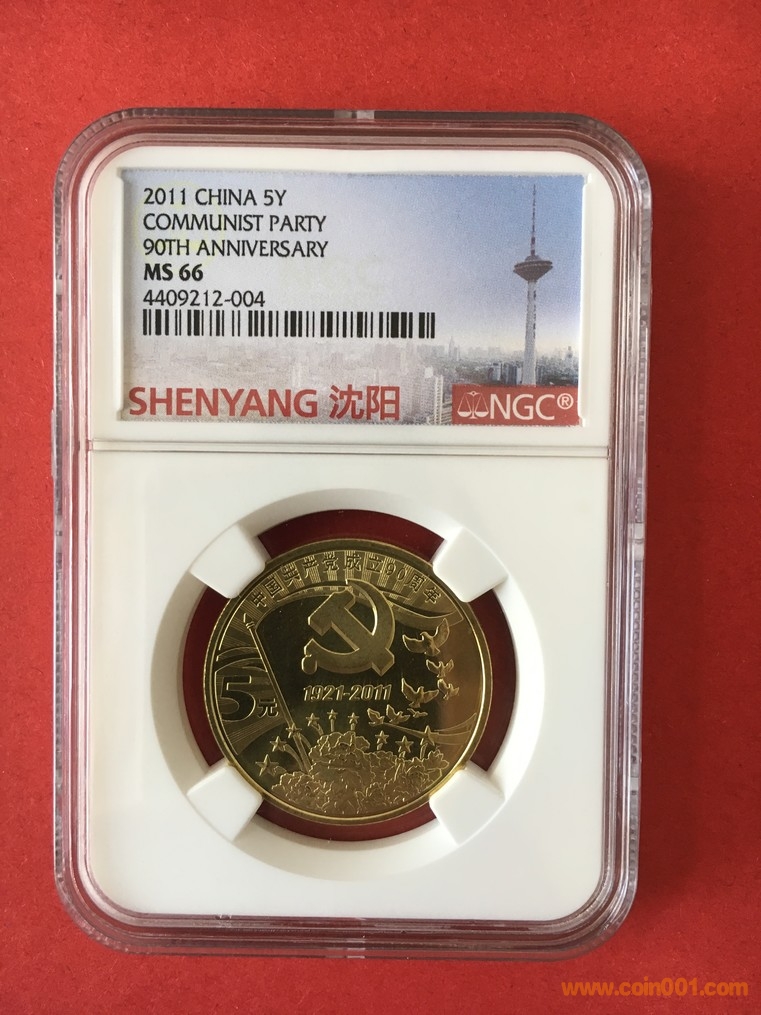 2011 CHINA 5Y
COMMUNIST PARTY
90TH ANNIVERSARY
MS 66
4409212-004
SHENYANG 沈阳
NGC®
中国共产党成立90周年
1921-2011
5元
www.coin001.com